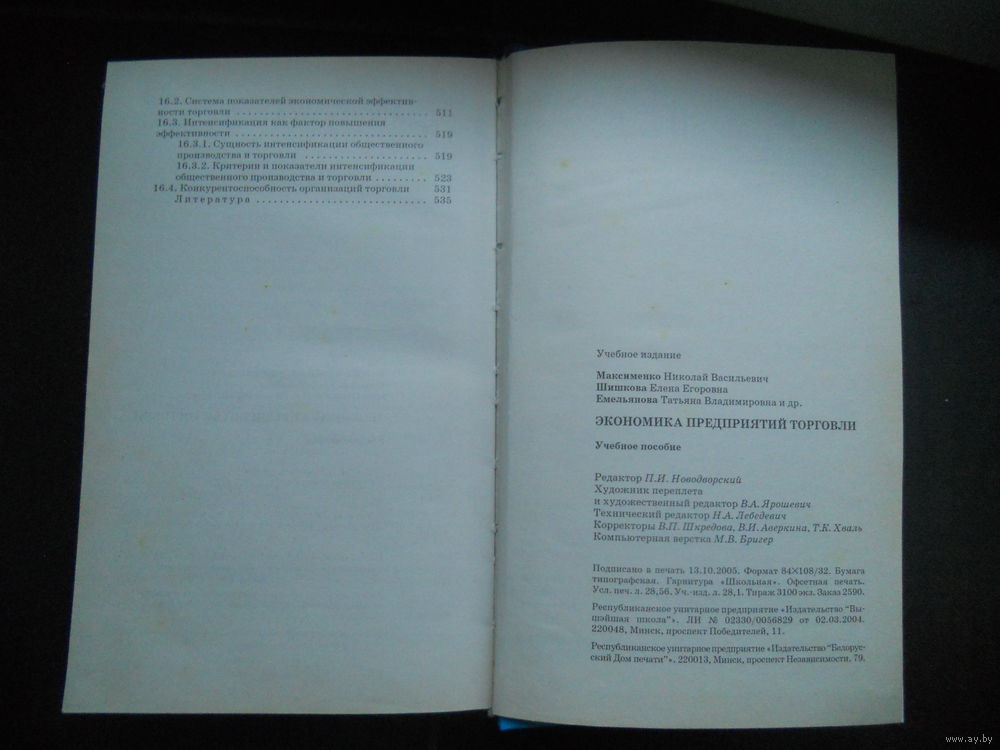 16.2. Система показателей экономической эффектив-
ности торговли . . . . . . . . . . . . . . . . . . . . . . . . . . . . . . . 511
16.3. Интенсификация как фактор повышения
эффективности . . . . . . . . . . . . . . . . . . . . . . . . . . . . . . 519
16.3.1. Сущность интенсификации общественного
производства и торговли . . . . . . . . . . . . . . . . . . . 519
16.3.2. Критерии и показатели интенсификации
общественного производства и торговли . . . . . . . . . 523
16.4. Конкурентоспособность организаций торговли 531
Литература . . . . . . . . . . . . . . . . . . . . . . . . . . . . 535
Учебное издание
Максименко Николай Васильевич
Шишкова Елена Егоровна
Емельянова Татьяна Владимировна и др.
ЭКОНОМИКА ПРЕДПРИЯТИЙ ТОРГОВЛИ
Учебное пособие
Редактор П.И. Новодворский
Художник переплета
и художественный редактор В.А. Ярошевич
Технический редактор Н.А. Лебедевич
Корректоры В.П. Шкредова, В.И. Аверкина, Т.К. Хваль
Компьютерная верстка М.В. Бригер
Подписано в печать 13.10.2005. Формат 84×108/32. Бумага
типографская. Гарнитура «Школьная». Офсетная печать.
Усл. печ. л. 28,56. Уч.-изд. л. 28,1. Тираж 3100 экз. Заказ 2590.
Республиканское унитарное предприятие «Издательство "Вы-
шэйшая школа"». ЛИ № 02330/0056829 от 02.03.2004.
220048, Минск, проспект Победителей, 11.
Республиканское унитарное предприятие «Издательство "Белорус-
ский Дом печати"». 220013, Минск, проспект Независимости, 79.
www.ay.by